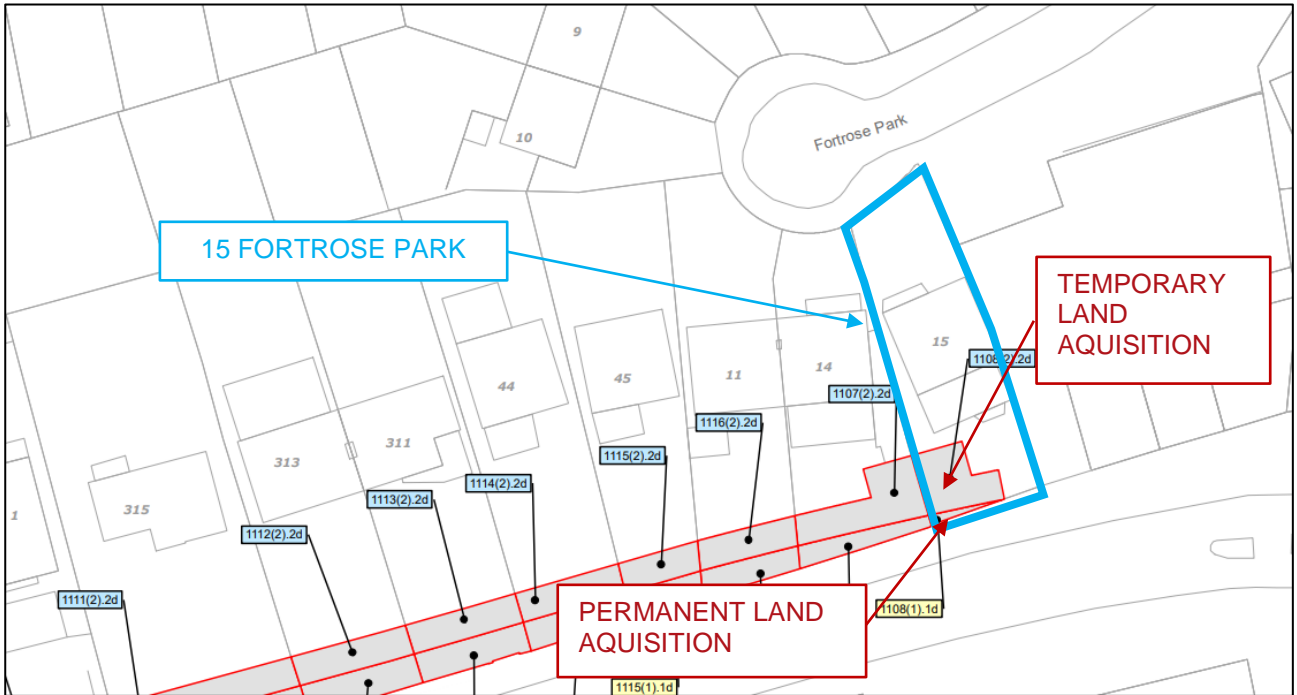 9
10
Fortrose Park
15 FORTROSE PARK
TEMPORARY
LAND
AQUISITION
15
1108(2).2d
14
11
45
44
1107(2).2d
1116(2).2d
311
1115(2).2d
313
1114(2).2d
1113(2).2d
315
1
1112(2).2d
1111(2).2d
PERMANENT LAND
AQUISITION
1108(1).1d
1115(1).1d